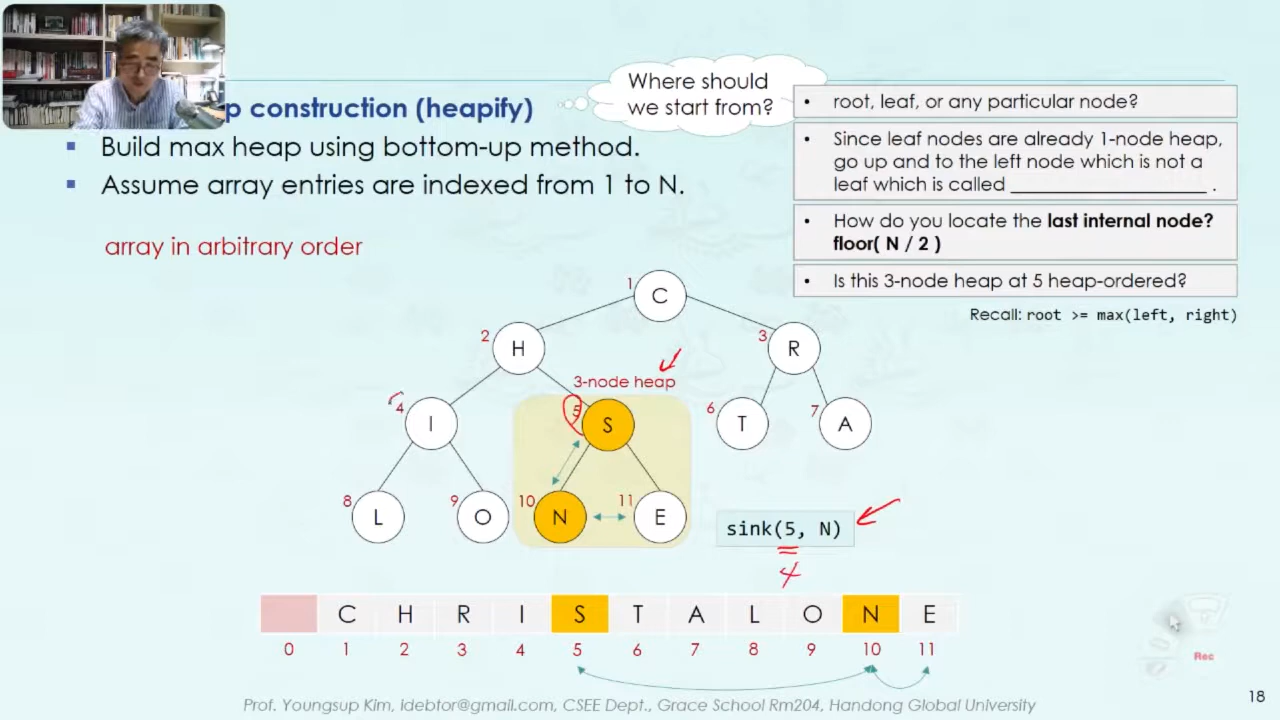 p construction (heapify)
▪ Build max heap using bottom-up method.
▪ Assume array entries are indexed from 1 to N.
array in arbitrary order
Where should
we start from?
• root, leaf, or any particular node?
• Since leaf nodes are already 1-node heap,
go up and to the left node which is not a
leaf which is called ____________________ .
• How do you locate the last internal node?
floor( N / 2 )
• Is this 3-node heap at 5 heap-ordered?
Recall: root >= max(left, right)
1 C
2 H 3 R
3-node heap
4 I 5 S 6 T 7 A
8 L 9 O 10 N 11 E
sink(5, N)
4
C H R I S T A L O N E
0 1 2 3 4 5 6 7 8 9 10 11
Rec
Prof. Youngsup Kim, idebtor@gmail.com, CSEE Dept., Grace School Rm204, Handong Global University
18